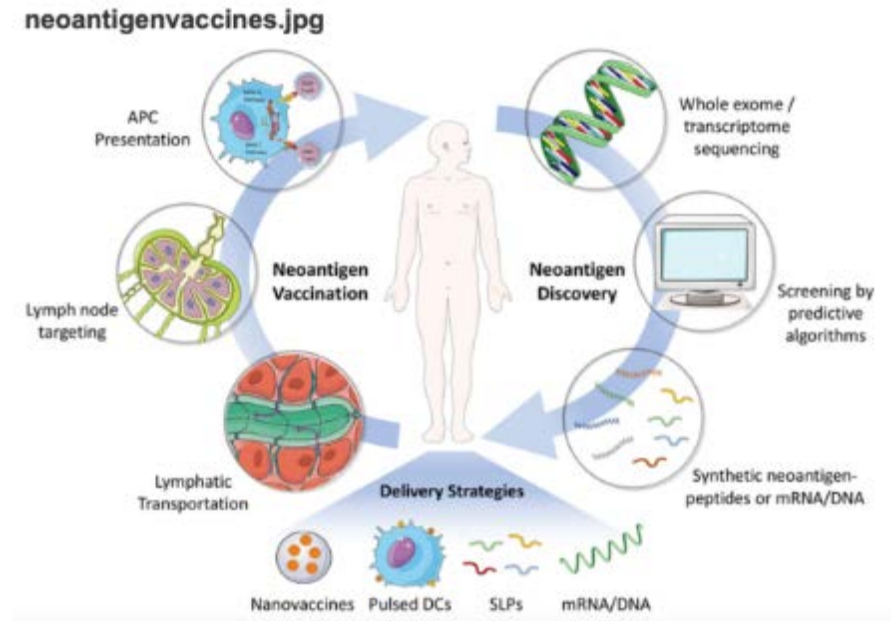 neoantigenvaccines.jpg
APC
Presentation
Whole exome /
transcriptome
sequencing
Neoantigen
Vaccination
Neoantigen
Discovery
Lymph node
targeting
Screening by
predictive
algorithms
Lymphatic
Transportation
Synthetic neoantigen-
peptides or mRNA/DNA
Delivery Strategies
Nanovaccines
Pulsed DCs
SLPs
mRNA/DNA